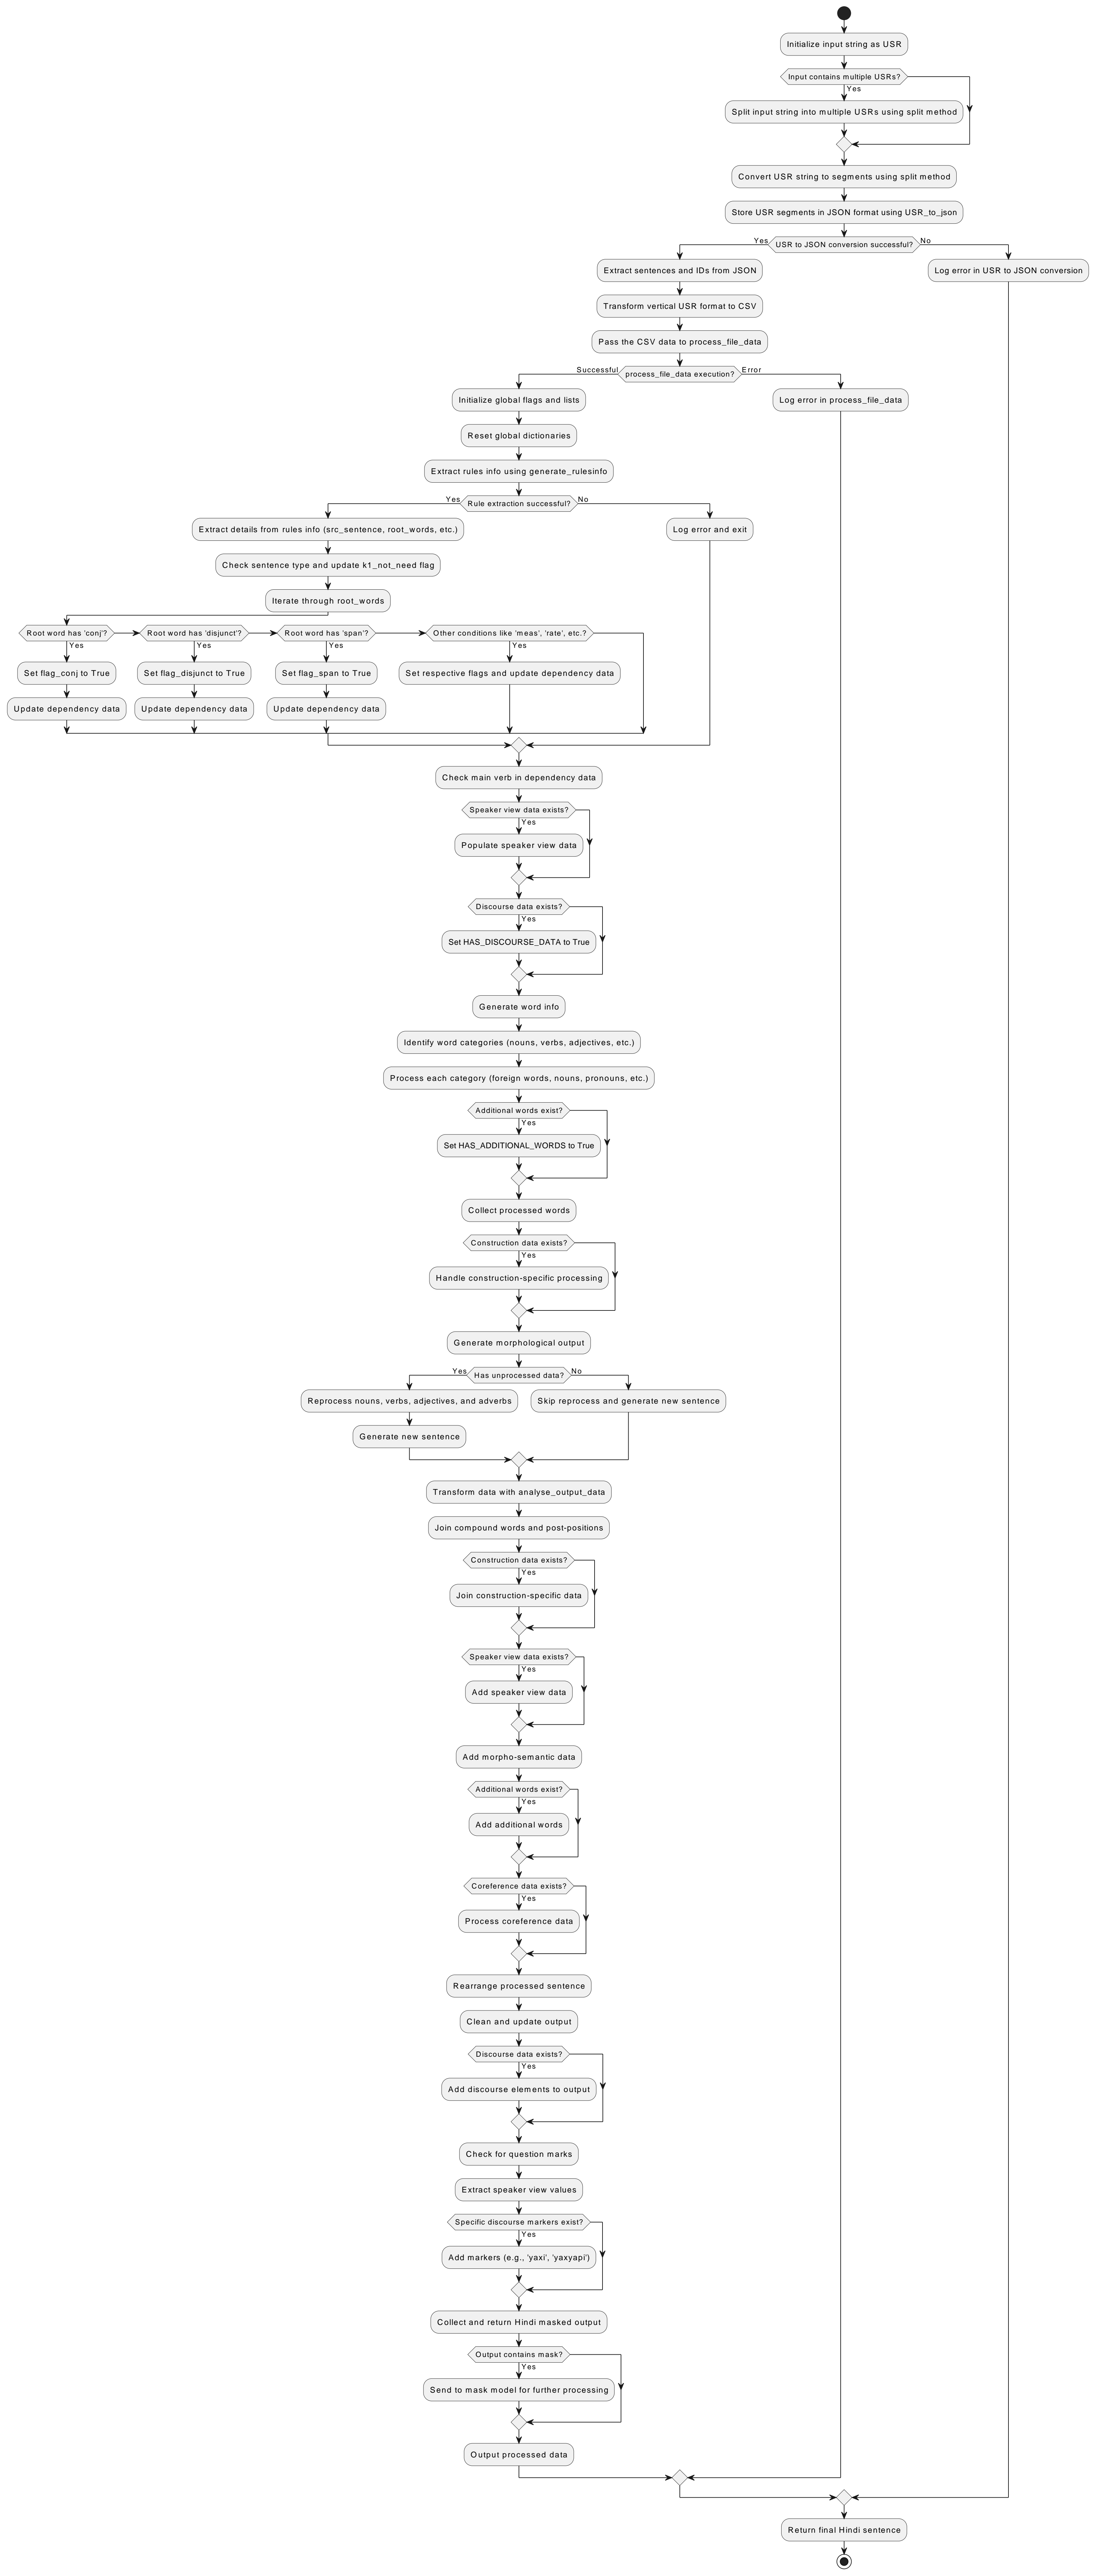 Initialize input string as USR
Input contains multiple USRs?
Yes
Split input string into multiple USRs using split method
Convert USR string to segments using split method
Store USR segments in JSON format using USR_to_json
Yes
USR to JSON conversion successful?
No
Extract sentences and IDs from JSON
Log error in USR to JSON conversion
Transform vertical USR format to CSV
Pass the CSV data to process_file_data
Successful
process_file_data execution?
Error
Initialize global flags and lists
Log error in process_file_data
Reset global dictionaries
Extract rules info using generate_rulesinfo
Yes
Rule extraction successful?
No
Extract details from rules info (src_sentence, root_words, etc.)
Log error and exit
Check sentence type and update k1_not_need flag
Iterate through root_words
Root word has 'conj'?
Root word has 'disjunct'?
Root word has 'span'?
Other conditions like 'meas', 'rate', etc.?
Yes
Yes
Yes
Yes
Set flag_conj to True
Set flag_disjunct to True
Set flag_span to True
Set respective flags and update dependency data
Update dependency data
Update dependency data
Update dependency data
Check main verb in dependency data
Speaker view data exists?
Yes
Populate speaker view data
Discourse data exists?
Yes
Set HAS_DISCOURSE_DATA to True
Generate word info
Identify word categories (nouns, verbs, adjectives, etc.)
Process each category (foreign words, nouns, pronouns, etc.)
Additional words exist?
Yes
Set HAS_ADDITIONAL_WORDS to True
Collect processed words
Construction data exists?
Yes
Handle construction-specific processing
Generate morphological output
Yes
Has unprocessed data?
No
Reprocess nouns, verbs, adjectives, and adverbs
Skip reprocess and generate new sentence
Generate new sentence
Transform data with analyse_output_data
Join compound words and post-positions
Construction data exists?
Yes
Join construction-specific data
Speaker view data exists?
Yes
Add speaker view data
Add morpho-semantic data
Additional words exist?
Yes
Add additional words
Coreference data exists?
Yes
Process coreference data
Rearrange processed sentence
Clean and update output
Discourse data exists?
Yes
Add discourse elements to output
Check for question marks
Extract speaker view values
Specific discourse markers exist?
Yes
Add markers (e.g., 'yaxi', 'yaxyapi')
Collect and return Hindi masked output
Output contains mask?
Yes
Send to mask model for further processing
Output processed data
Return final Hindi sentence